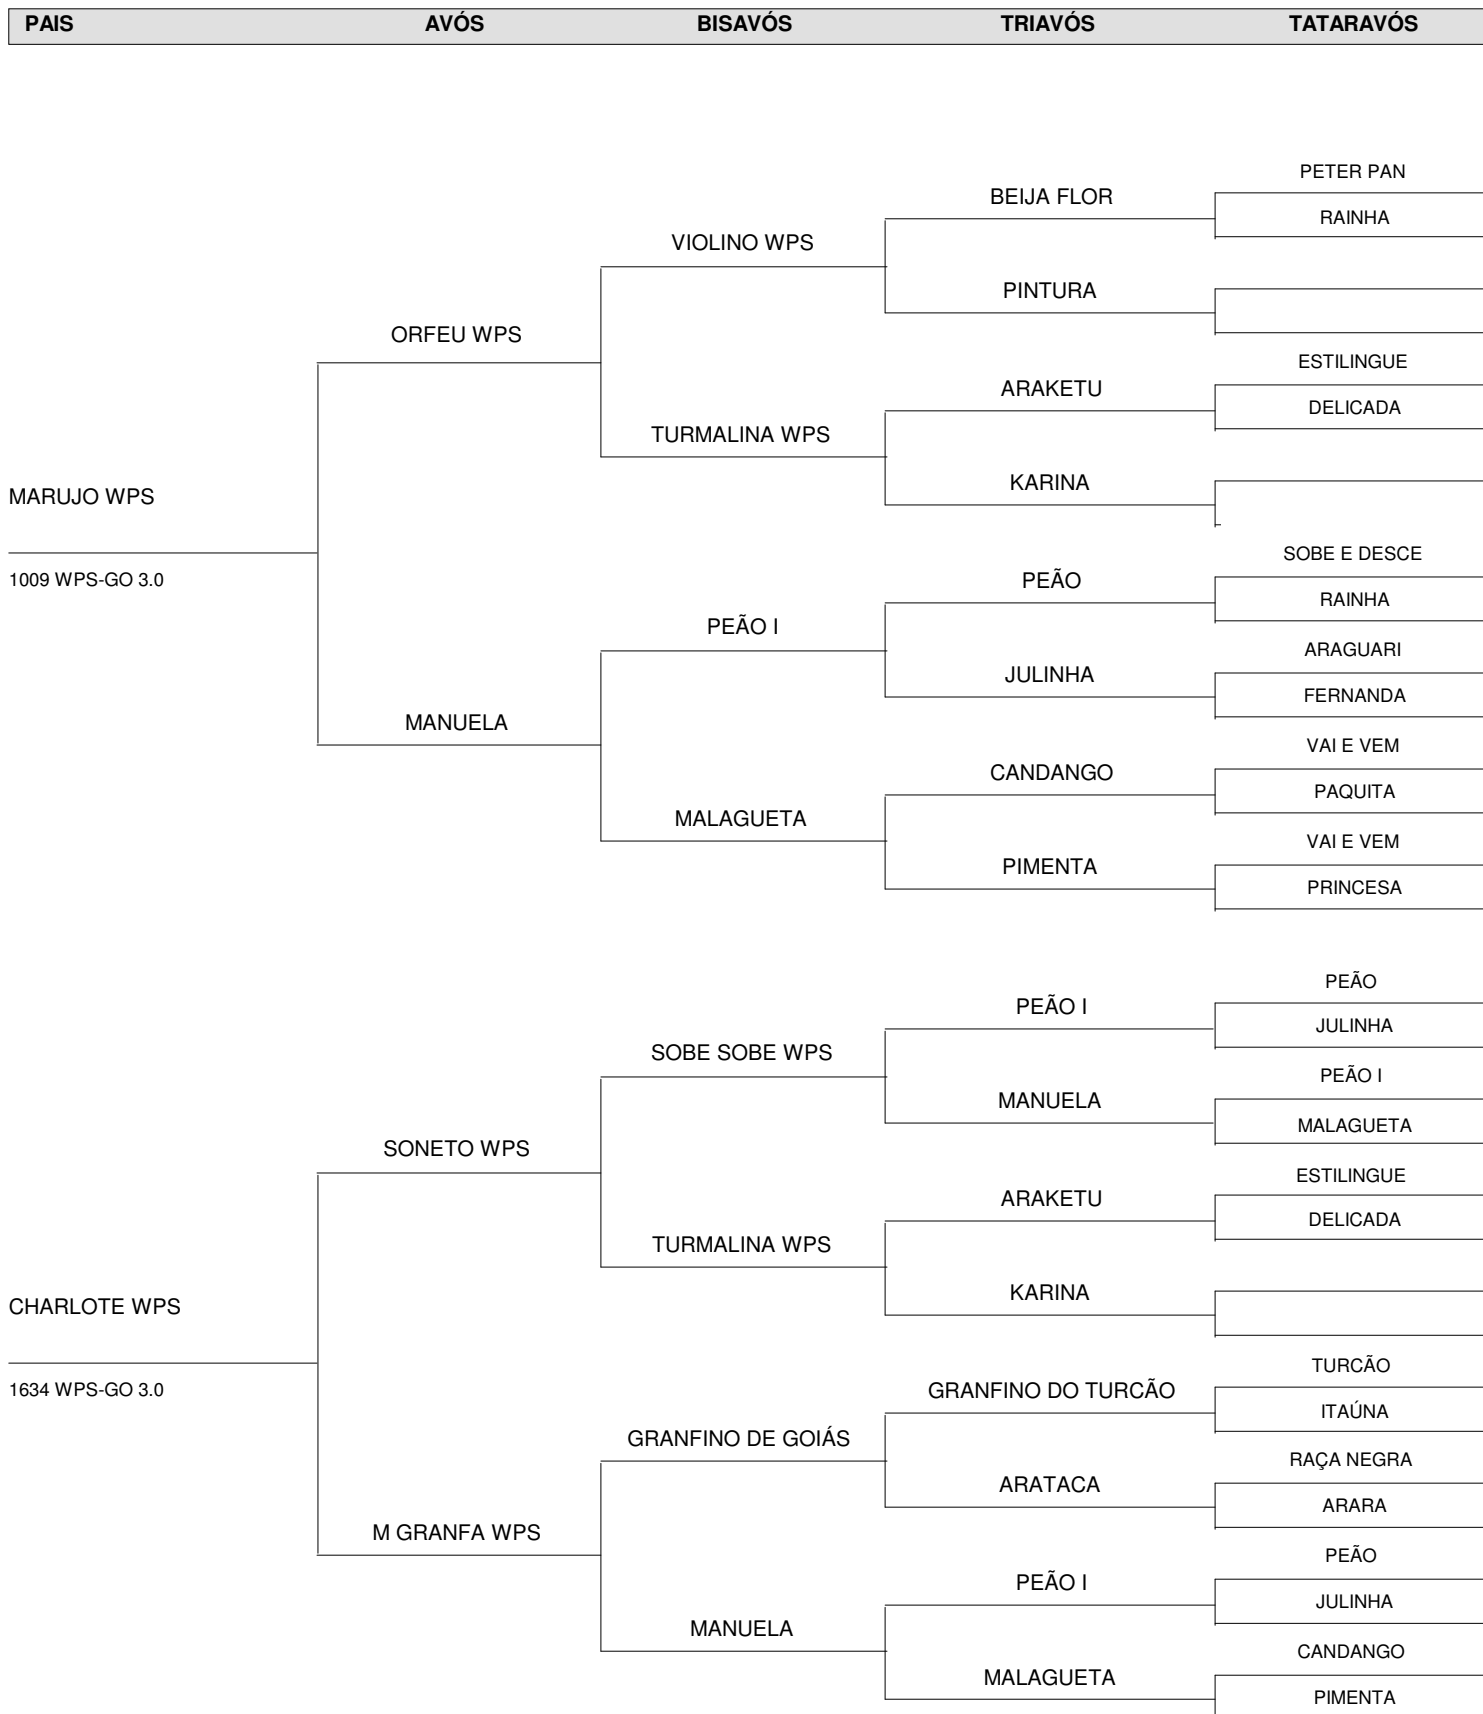 PAIS AVÓS BISAVÓS TRIAVÓS TATARAVÓS
PETER PAN
BEIJA FLOR
RAINHA
VIOLINO WPS
PINTURA
ORFEU WPS
ESTILINGUE
ARAKETU
DELICADA
TURMALINA WPS
KARINA
MARUJO WPS
SOBE E DESCE
1009 WPS-GO 3.0
PEÃO
RAINHA
PEÃO I
ARAGUARI
JULINHA
FERNANDA
MANUELA
VAI E VEM
CANDANGO
PAQUITA
MALAGUETA
VAI E VEM
PIMENTA
PRINCESA
PEÃO
PEÃO I
JULINHA
SOBE SOBE WPS
PEÃO I
MANUELA
MALAGUETA
SONETO WPS
ESTILINGUE
ARAKETU
DELICADA
TURMALINA WPS
KARINA
CHARLOTE WPS
TURCÃO
1634 WPS-GO 3.0
GRANFINO DO TURCÃO
ITAÚNA
GRANFINO DE GOIÁS
RAÇA NEGRA
ARATACA
ARARA
M GRANFA WPS
PEÃO
PEÃO I
JULINHA
MANUELA
CANDANGO
MALAGUETA
PIMENTA